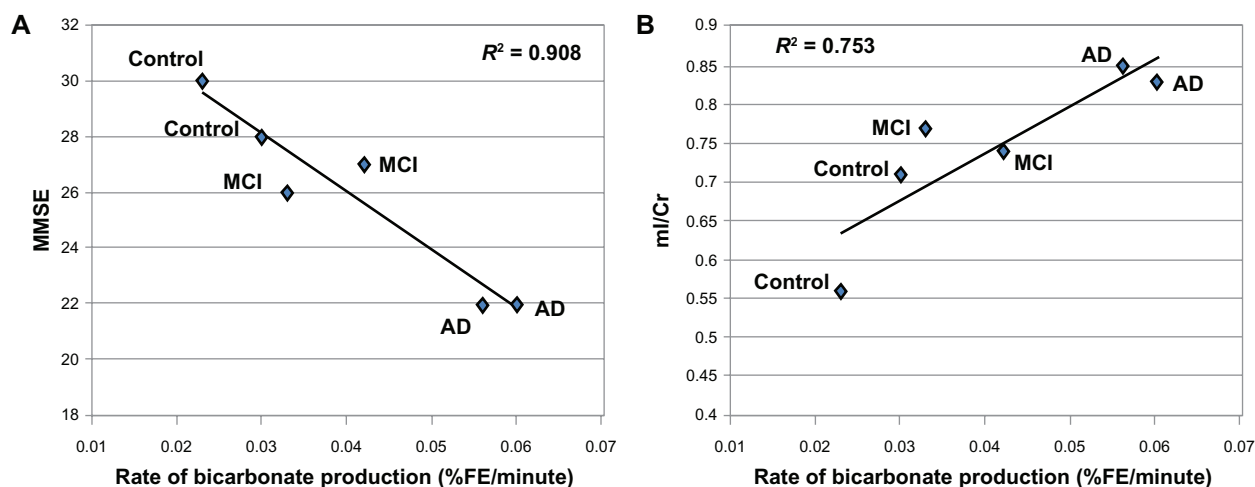 A
R² = 0.908
MMSE
32
30
28
26
24
22
20
18
Control
Control
MCI
MCI
AD
AD
0.01 0.02 0.03 0.04 0.05 0.06 0.07
Rate of bicarbonate production (%FE/minute)
B
R² = 0.753
mI/Cr
0.9
0.85
0.8
0.75
0.7
0.65
0.6
0.55
0.5
0.45
0.4
AD
AD
MCI
MCI
Control
Control
0.01 0.02 0.03 0.04 0.05 0.06 0.07
Rate of bicarbonate production (%FE/minute)